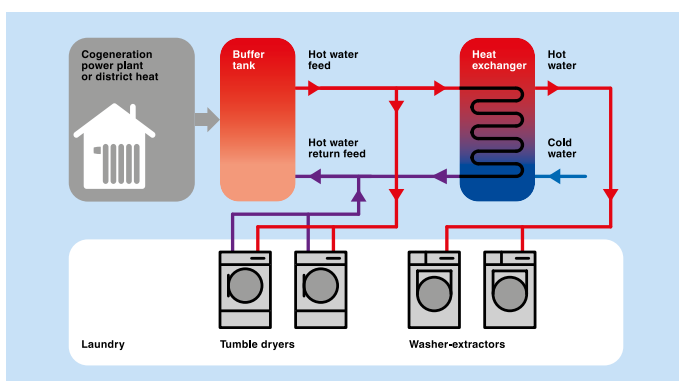 Cogeneration
power plant
or district heat
Buffer
tank
Hot water
feed
Heat
exchanger
Hot
water
Hot water
return feed
Cold
water
Laundry
Tumble dryers
Washer-extractors